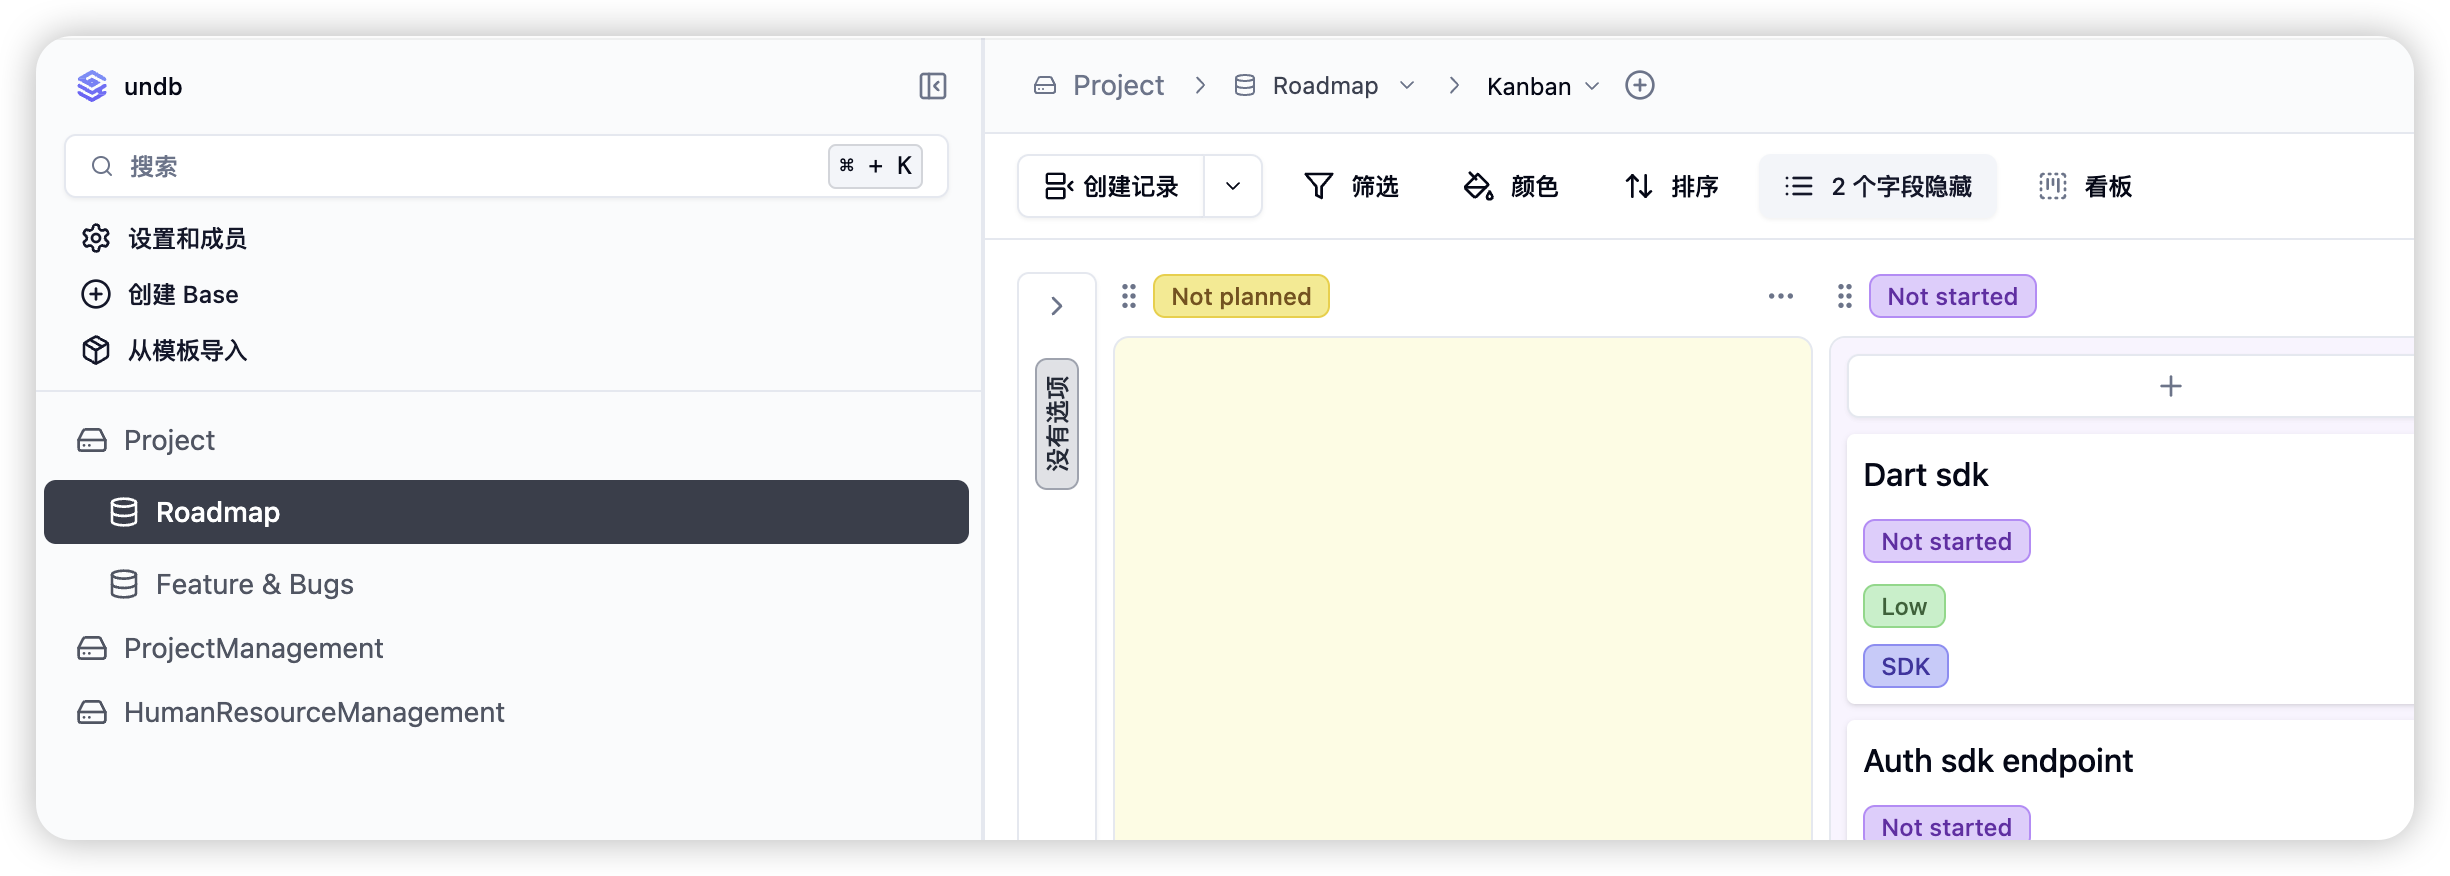 undb
搜索
⌘ + K
设置和成员
创建 Base
从模板导入
Project
Roadmap
Feature & Bugs
ProjectManagement
HumanResourceManagement
Project
Roadmap
Kanban
创建记录
筛选
颜色
排序
2 个字段隐藏
看板
没有选项
Not planned
Not started
Dart sdk
Not started
Low
SDK
Auth sdk endpoint
Not started